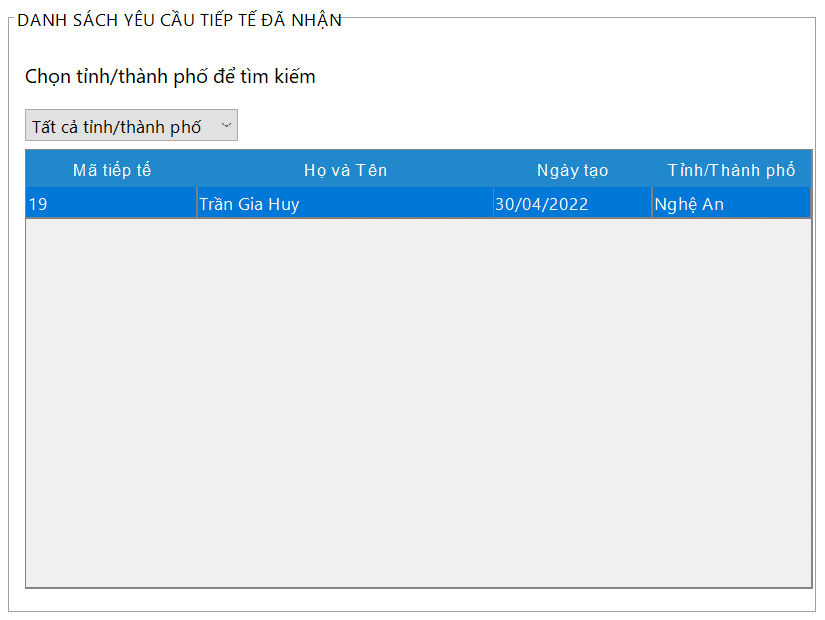 DANH SÁCH YÊU CẦU TIẾP TẾ ĐÃ NHẬN
Chọn tỉnh/thành phố để tìm kiếm
Tất cả tỉnh/thành phố
Mã tiếp tế Họ và Tên Ngày tạo Tỉnh/Thành phố
19 Trần Gia Huy 30/04/2022 Nghệ An